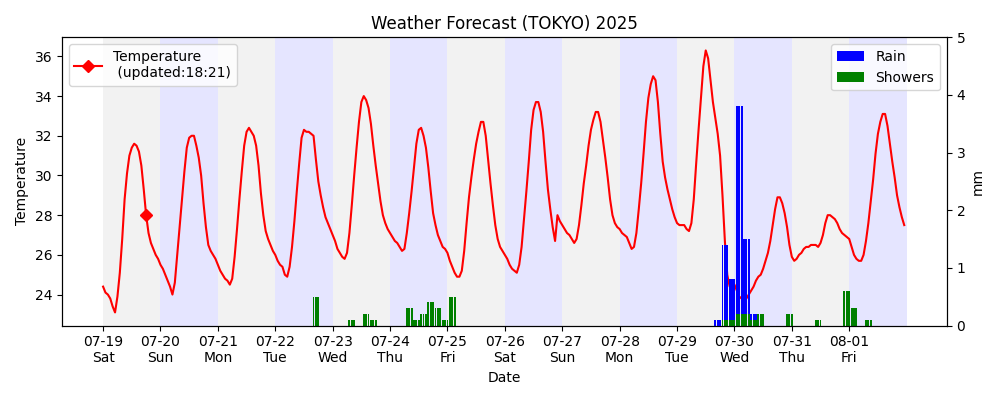 Weather Forecast (TOKYO) 2025
Temperature
(updated:18:21)
Rain
Showers
36
34
32
30
28
26
24
Temperature
5
4
3
2
1
0
mm
07-19 07-20 07-21 07-22 07-23 07-24 07-25 07-26 07-27 07-28 07-29 07-30 07-31 08-01
Sat Sun Mon Tue Wed Thu Fri Sat Sun Mon Tue Wed Thu Fri
Date